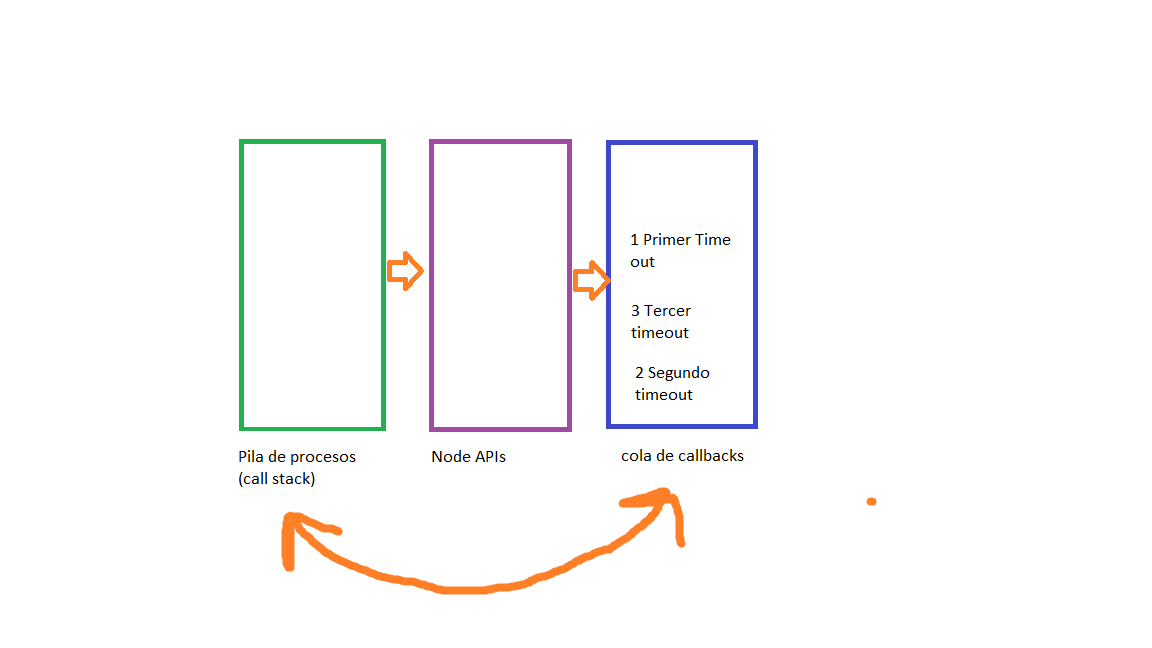 1 Primer Time
out
3 Tercer
timeout
2 Segundo
timeout
Pila de procesos
(call stack)
Node APIs
cola de callbacks